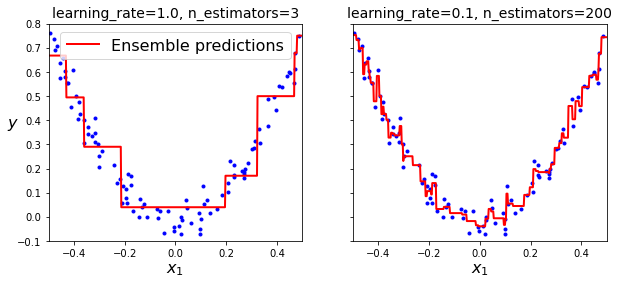 learning_rate=1.0, n_estimators=3
Ensemble predictions
0.8
0.7
0.6
0.5
0.4
0.3
0.2
0.1
0.0
−0.1
y
−0.4 −0.2 0.0 0.2 0.4
x₁
learning_rate=0.1, n_estimators=200
−0.4 −0.2 0.0 0.2 0.4
x₁